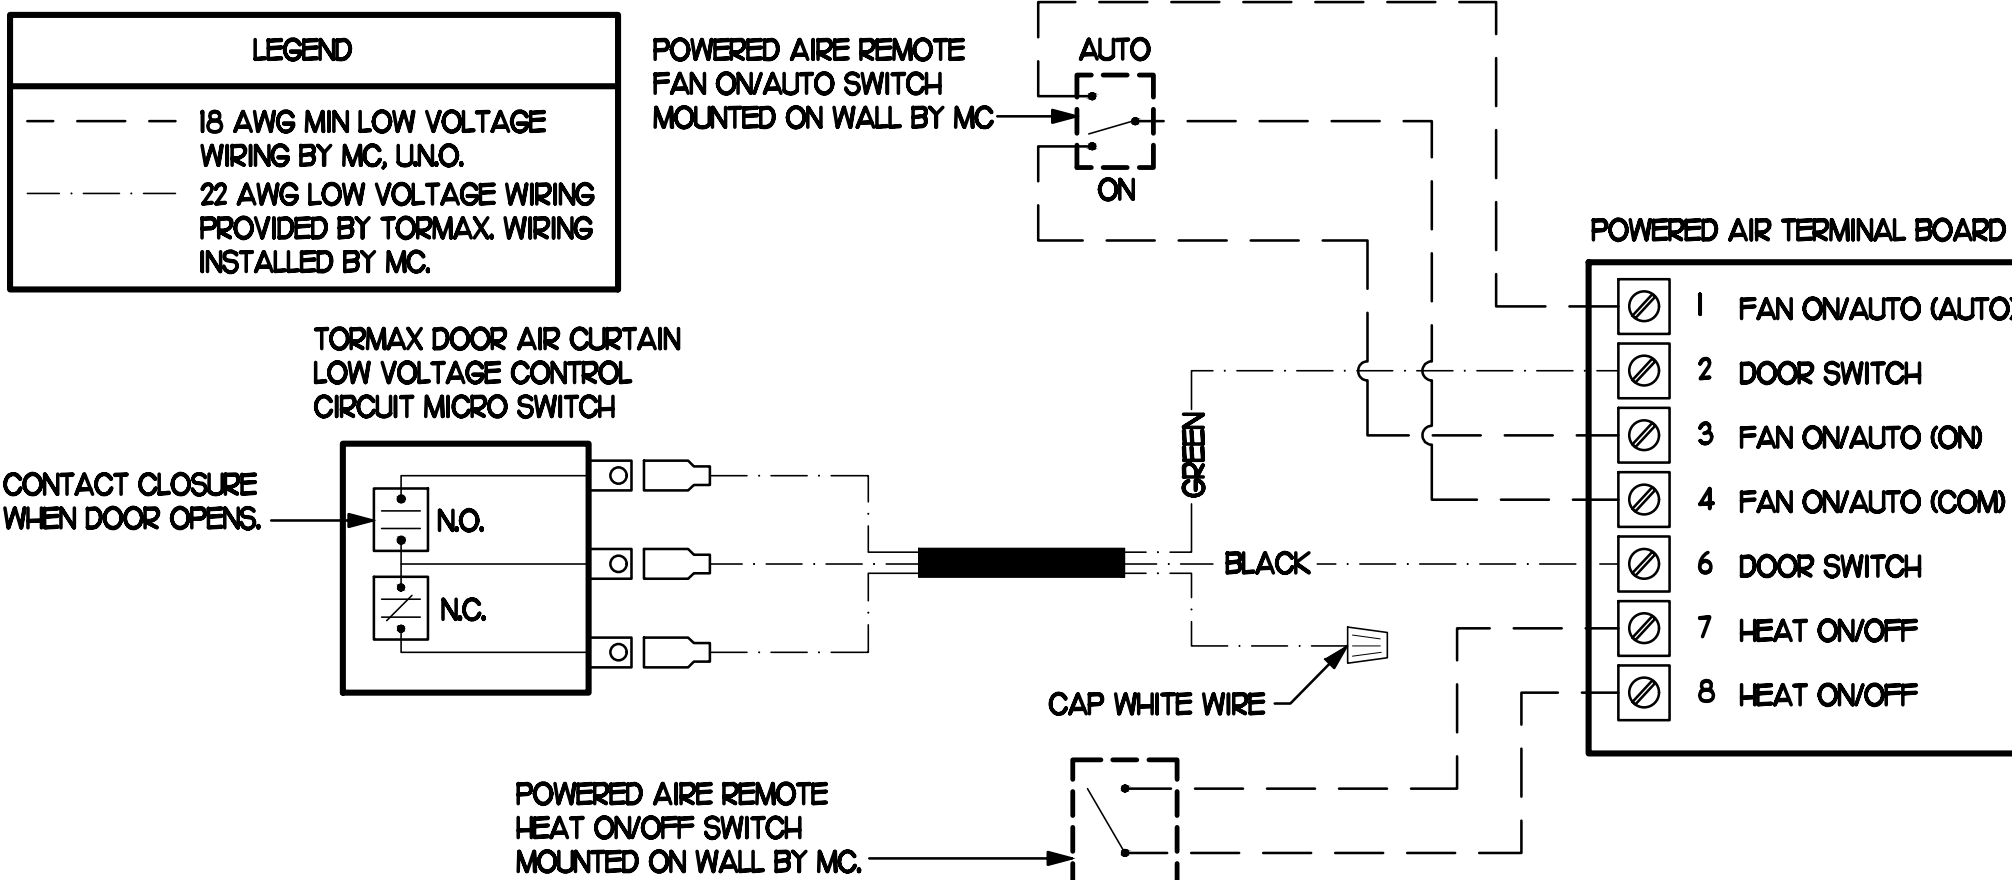 LEGEND
18 AWG MIN LOW VOLTAGE
WIRING BY MC, U.N.O.
22 AWG LOW VOLTAGE WIRING
PROVIDED BY TORMAX. WIRING
INSTALLED BY MC.
POWERED AIRE REMOTE
FAN ON/AUTO SWITCH
MOUNTED ON WALL BY MC
AUTO
ON
POWERED AIR TERMINAL BOARD
1 FAN ON/AUTO (AUTO)
2 DOOR SWITCH
3 FAN ON/AUTO (ON)
4 FAN ON/AUTO (COM)
6 DOOR SWITCH
7 HEAT ON/OFF
8 HEAT ON/OFF
TORMAX DOOR AIR CURTAIN
LOW VOLTAGE CONTROL
CIRCUIT MICRO SWITCH
CONTACT CLOSURE
WHEN DOOR OPENS.
N.O.
N.C.
GREEN
BLACK
CAP WHITE WIRE
POWERED AIRE REMOTE
HEAT ON/OFF SWITCH
MOUNTED ON WALL BY MC.